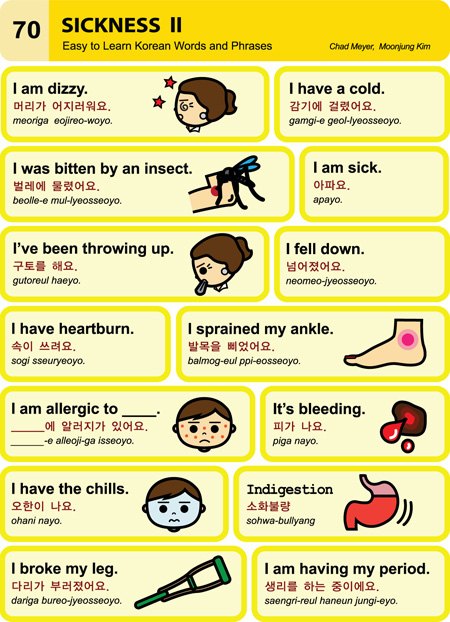 70
SICKNESS II
Easy to Learn Korean Words and Phrases
Chad Meyer, Moonjung Kim
I am dizzy.
머리가 어지러워요.
meoriga eojireo-woyo.
I have a cold.
감기에 걸렸어요.
gamgi-e geol-lyeosseoyo.
I was bitten by an insect.
벌레에 물렸어요.
beolle-e mul-lyeosseoyo.
I am sick.
아파요.
apayo.
I've been throwing up.
구토를 해요.
gutoreul haeyo.
I fell down.
넘어졌어요.
neomeo-jyeosseoyo.
I have heartburn.
속이 쓰려요.
sogi sseuryeoyo.
I sprained my ankle.
발목을 삐었어요.
balmog-eul ppi-eosseoyo.
I am allergic to ____.
_____에 알러지가 있어요.
______-e alleoji-ga isseoyo.
It's bleeding.
피가 나요.
piga nayo.
I have the chills.
오한이 나요.
ohani nayo.
Indigestion
소화불량
sohwa-bullyang
I broke my leg.
다리가 부러졌어요.
dariga bureo-jyeosseoyo.
I am having my period.
생리를 하는 중이에요.
saengri-reul haneun jungi-eyo.